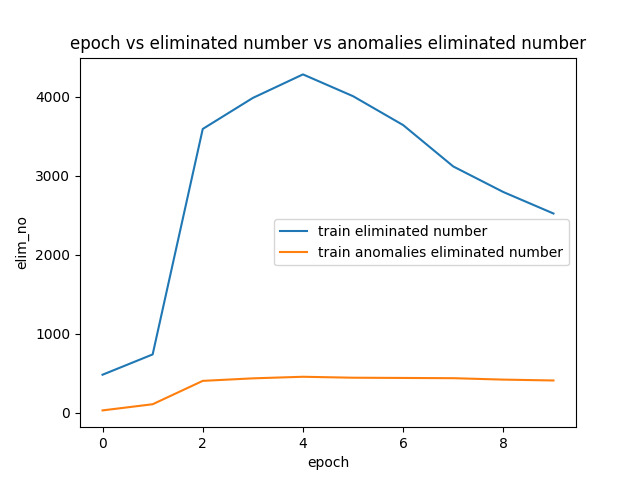 epoch vs eliminated number vs anomalies eliminated number
4000
3000
2000
1000
0
elim_no
train eliminated number
train anomalies eliminated number
0 2 4 6 8
epoch